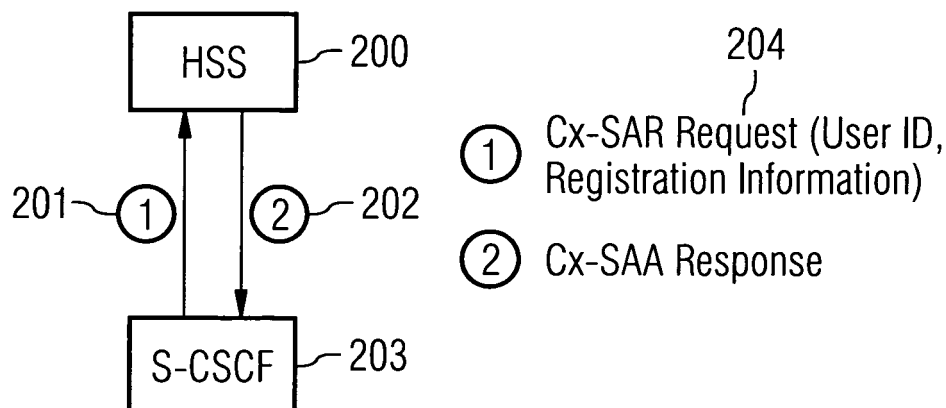 HSS
200
204
1 Cx-SAR Request (User ID,
Registration Information)
201
1
2
202
2 Cx-SAA Response
S-CSCF
203